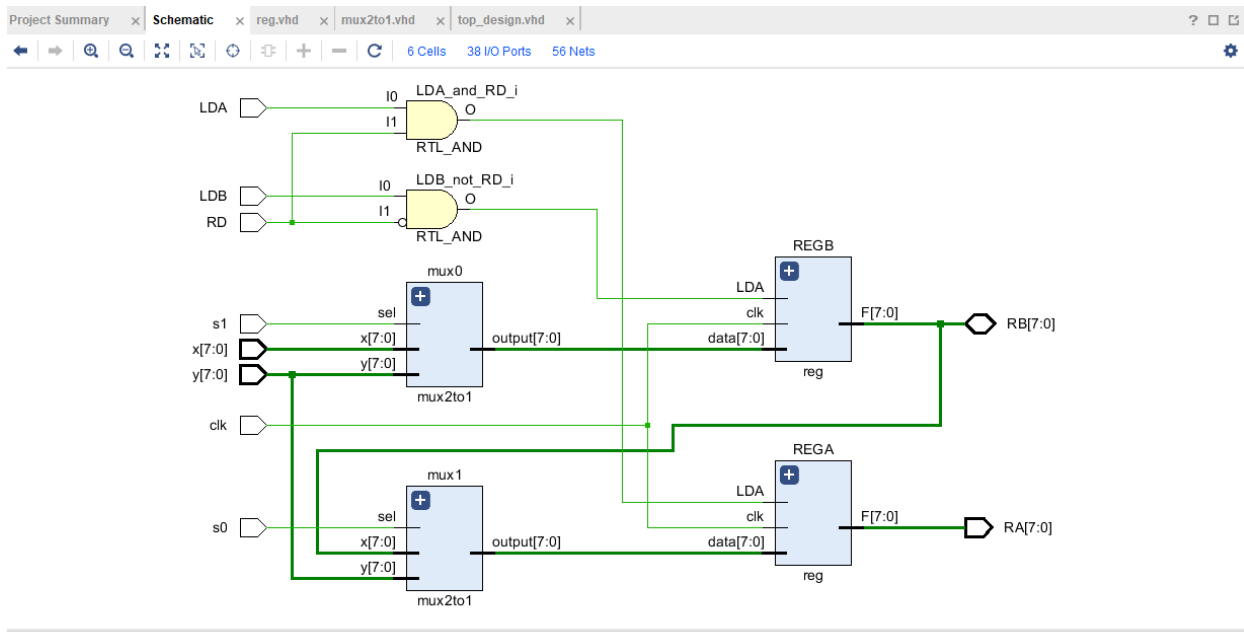 Project Summary × Schematic × reg.vhd × mux2to1.vhd × top_design.vhd × ?
6 Cells 38 I/O Ports 56 Nets
LDA_and_RD_i
LDA I0 O
I1
RTL_AND
LDB_not_RD_i
LDB I0 O
RD I1
RTL_AND
REGB
mux0
LDA
s1 sel clk F[7:0] RB[7:0]
x[7:0] x[7:0] output[7:0] data[7:0]
y[7:0] y[7:0] reg
mux2to1
clk
REGA
mux1
LDA
s0 sel clk F[7:0] RA[7:0]
x[7:0] output[7:0] data[7:0]
y[7:0] reg
mux2to1